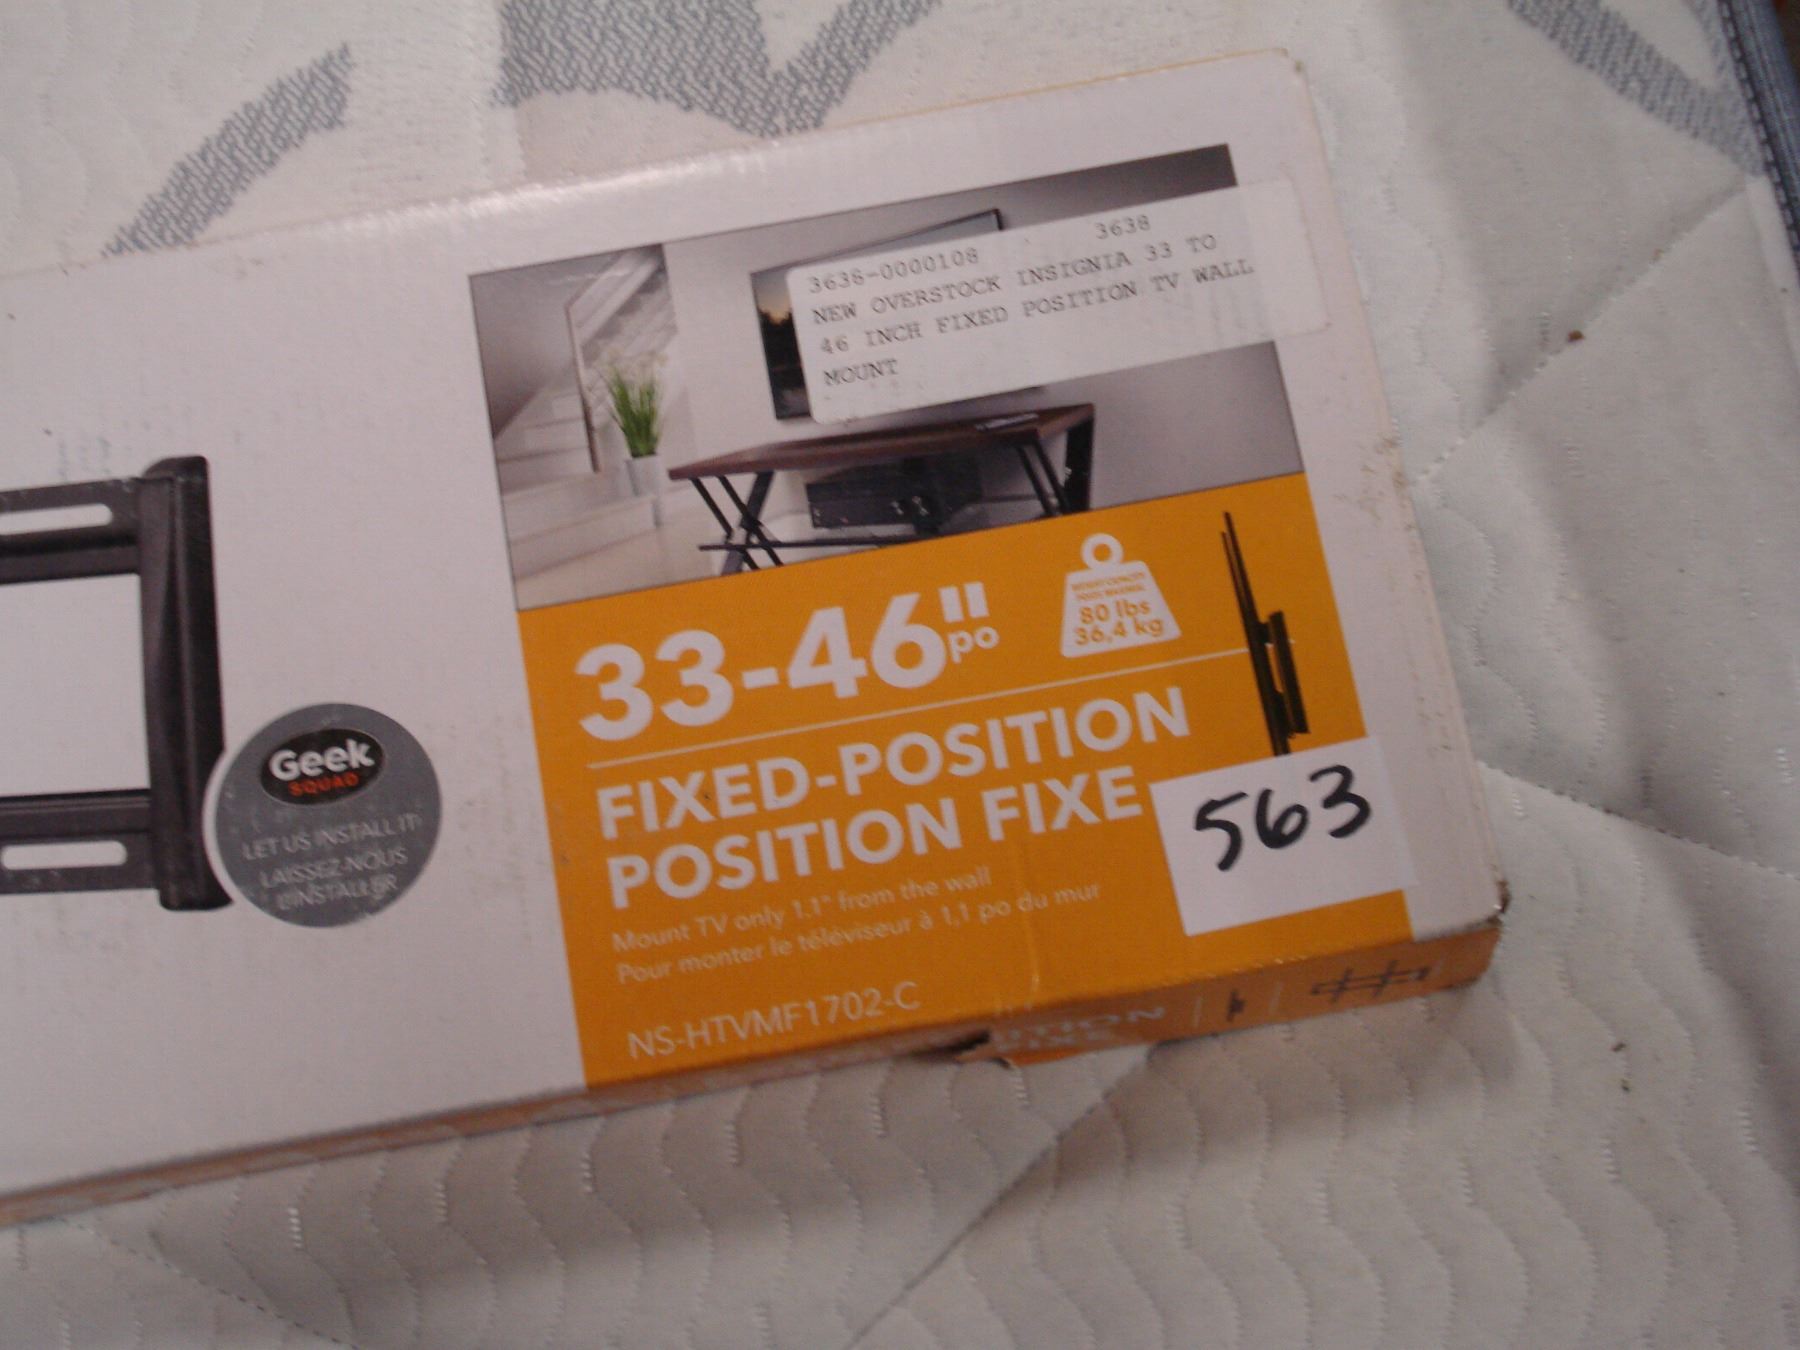 3638-0000108 3638
NEW OVERSTOCK INSIGNIA 33 TO
46 INCH FIXED POSITION TV WALL
MOUNT
33-46"
po
80 lbs
36,4 kg
FIXED-POSITION
POSITION FIXE
563
Mount TV only 1.1" from the wall
Pour monter le téléviseur à 1,1 po du mur
NS-HTVMF1702-C
Geek
SQUAD
LET US INSTALL IT
LAISSEZ-NOUS
L'INSTALLER